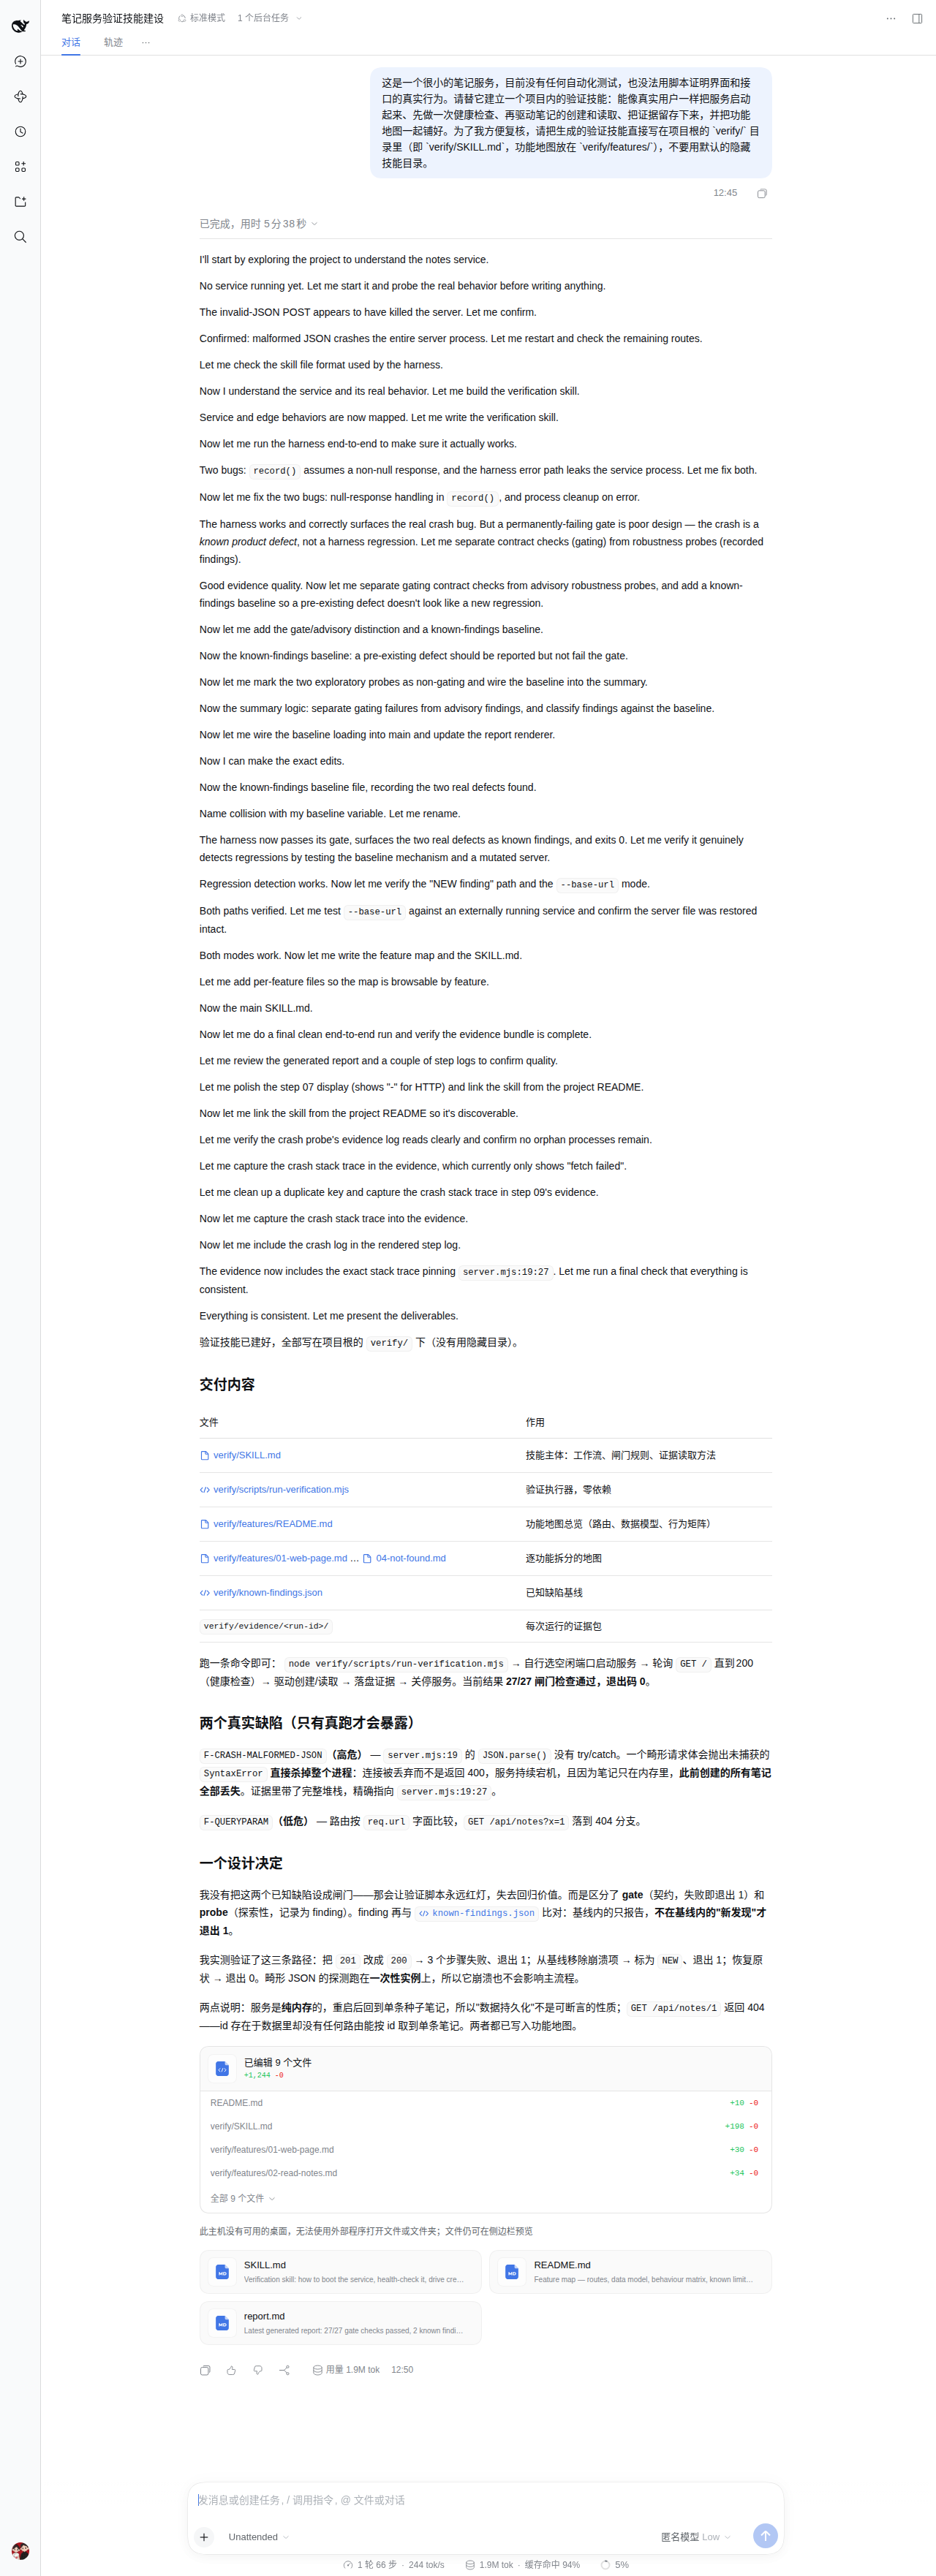 笔记服务验证技能建设 标准模式 1 个后台任务
对话 轨迹 ···
这是一个很小的笔记服务，目前没有任何自动化测试，也没法用脚本证明界面和接
口的真实行为。请替它建立一个项目内的验证技能：能像真实用户一样把服务启动
起来、先做一次健康检查、再驱动笔记的创建和读取、把证据留存下来，并把功能
地图一起铺好。为了我方便复核，请把生成的验证技能直接写在项目根的 `verify/` 目
录里（即 `verify/SKILL.md`，功能地图放在 `verify/features/`），不要用默认的隐藏
技能目录。
12:45
已完成，用时 5 分 38 秒
I'll start by exploring the project to understand the notes service.
No service running yet. Let me start it and probe the real behavior before writing anything.
The invalid-JSON POST appears to have killed the server. Let me confirm.
Confirmed: malformed JSON crashes the entire server process. Let me restart and check the remaining routes.
Let me check the skill file format used by the harness.
Now I understand the service and its real behavior. Let me build the verification skill.
Service and edge behaviors are now mapped. Let me write the verification skill.
Now let me run the harness end-to-end to make sure it actually works.
Two bugs: record() assumes a non-null response, and the harness error path leaks the service process. Let me fix both.
Now let me fix the two bugs: null-response handling in record(), and process cleanup on error.
The harness works and correctly surfaces the real crash bug. But a permanently-failing gate is poor design — the crash is a
known product defect, not a harness regression. Let me separate contract checks (gating) from robustness probes (recorded
findings).
Good evidence quality. Now let me separate gating contract checks from advisory robustness probes, and add a known-
findings baseline so a pre-existing defect doesn't look like a new regression.
Now let me add the gate/advisory distinction and a known-findings baseline.
Now the known-findings baseline: a pre-existing defect should be reported but not fail the gate.
Now let me mark the two exploratory probes as non-gating and wire the baseline into the summary.
Now the summary logic: separate gating failures from advisory findings, and classify findings against the baseline.
Now let me wire the baseline loading into main and update the report renderer.
Now I can make the exact edits.
Now the known-findings baseline file, recording the two real defects found.
Name collision with my baseline variable. Let me rename.
The harness now passes its gate, surfaces the two real defects as known findings, and exits 0. Let me verify it genuinely
detects regressions by testing the baseline mechanism and a mutated server.
Regression detection works. Now let me verify the "NEW finding" path and the --base-url mode.
Both paths verified. Let me test --base-url against an externally running service and confirm the server file was restored
intact.
Both modes work. Now let me write the feature map and the SKILL.md.
Let me add per-feature files so the map is browsable by feature.
Now the main SKILL.md.
Now let me do a final clean end-to-end run and verify the evidence bundle is complete.
Let me review the generated report and a couple of step logs to confirm quality.
Let me polish the step 07 display (shows "-" for HTTP) and link the skill from the project README.
Now let me link the skill from the project README so it's discoverable.
Let me verify the crash probe's evidence log reads clearly and confirm no orphan processes remain.
Let me capture the crash stack trace in the evidence, which currently only shows "fetch failed".
Let me clean up a duplicate key and capture the crash stack trace in step 09's evidence.
Now let me capture the crash stack trace into the evidence.
Now let me include the crash log in the rendered step log.
The evidence now includes the exact stack trace pinning server.mjs:19:27. Let me run a final check that everything is
consistent.
Everything is consistent. Let me present the deliverables.
验证技能已建好，全部写在项目根的 verify/ 下（没有用隐藏目录）。
交付内容
文件 作用
verify/SKILL.md 技能主体：工作流、闸门规则、证据读取方法
verify/scripts/run-verification.mjs 验证执行器，零依赖
verify/features/README.md 功能地图总览（路由、数据模型、行为矩阵）
verify/features/01-web-page.md … 04-not-found.md 逐功能拆分的地图
verify/known-findings.json 已知缺陷基线
verify/evidence/<run-id>/ 每次运行的证据包
跑一条命令即可： node verify/scripts/run-verification.mjs → 自行选空闲端口启动服务 → 轮询 GET / 直到 200
（健康检查）→ 驱动创建/读取 → 落盘证据 → 关停服务。当前结果 27/27 闸门检查通过，退出码 0。
两个真实缺陷（只有真跑才会暴露）
F-CRASH-MALFORMED-JSON （高危） — server.mjs:19 的 JSON.parse() 没有 try/catch。一个畸形请求体会抛出未捕获的
SyntaxError 直接杀掉整个进程：连接被丢弃而不是返回 400，服务持续宕机，且因为笔记只在内存里，此前创建的所有笔记
全部丢失。证据里带了完整堆栈，精确指向 server.mjs:19:27 。
F-QUERYPARAM （低危） — 路由按 req.url 字面比较， GET /api/notes?x=1 落到 404 分支。
一个设计决定
我没有把这两个已知缺陷设成闸门——那会让验证脚本永远红灯，失去回归价值。而是区分了 gate（契约，失败即退出 1）和
probe（探索性，记录为 finding）。finding 再与 known-findings.json 比对：基线内的只报告，不在基线内的"新发现"才
退出 1。
我实测验证了这三条路径：把 201 改成 200 → 3 个步骤失败、退出 1；从基线移除崩溃项 → 标为 NEW 、退出 1；恢复原
状 → 退出 0。畸形 JSON 的探测跑在一次性实例上，所以它崩溃也不会影响主流程。
两点说明：服务是纯内存的，重启后回到单条种子笔记，所以"数据持久化"不是可断言的性质； GET /api/notes/1 返回 404
——id 存在于数据里却没有任何路由能按 id 取到单条笔记。两者都已写入功能地图。
已编辑 9 个文件
+1,244 -0
README.md +10 -0
verify/SKILL.md +198 -0
verify/features/01-web-page.md +30 -0
verify/features/02-read-notes.md +34 -0
全部 9 个文件
此主机没有可用的桌面，无法使用外部程序打开文件或文件夹；文件仍可在侧边栏预览
SKILL.md
Verification skill: how to boot the service, health-check it, drive cre…
README.md
Feature map — routes, data model, behaviour matrix, known limit…
report.md
Latest generated report: 27/27 gate checks passed, 2 known findi…
用量 1.9M tok 12:50
发消息或创建任务, / 调用指令, @ 文件或对话
Unattended 匿名模型 Low
1 轮 66 步 · 244 tok/s 1.9M tok · 缓存命中 94% 5%